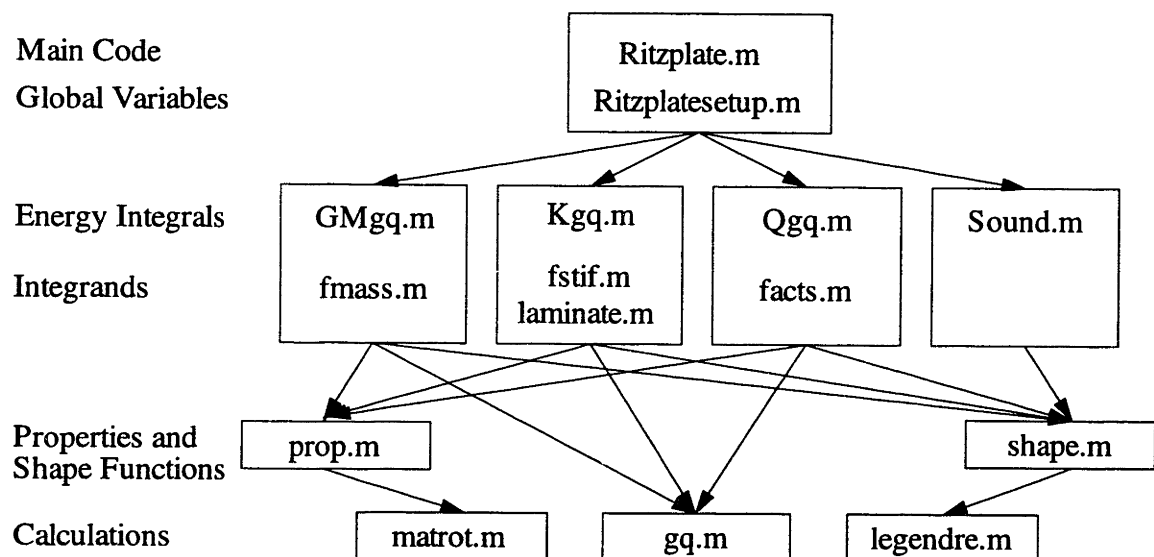 Main Code
Ritzplate.m
Global Variables
Ritzplatesetup.m
Energy Integrals
GMgq.m
Kgq.m
Qgq.m
Sound.m
Integrands
fmass.m
fstif.m
laminate.m
facts.m
Properties and
Shape Functions
prop.m
shape.m
Calculations
matrot.m
gq.m
legendre.m